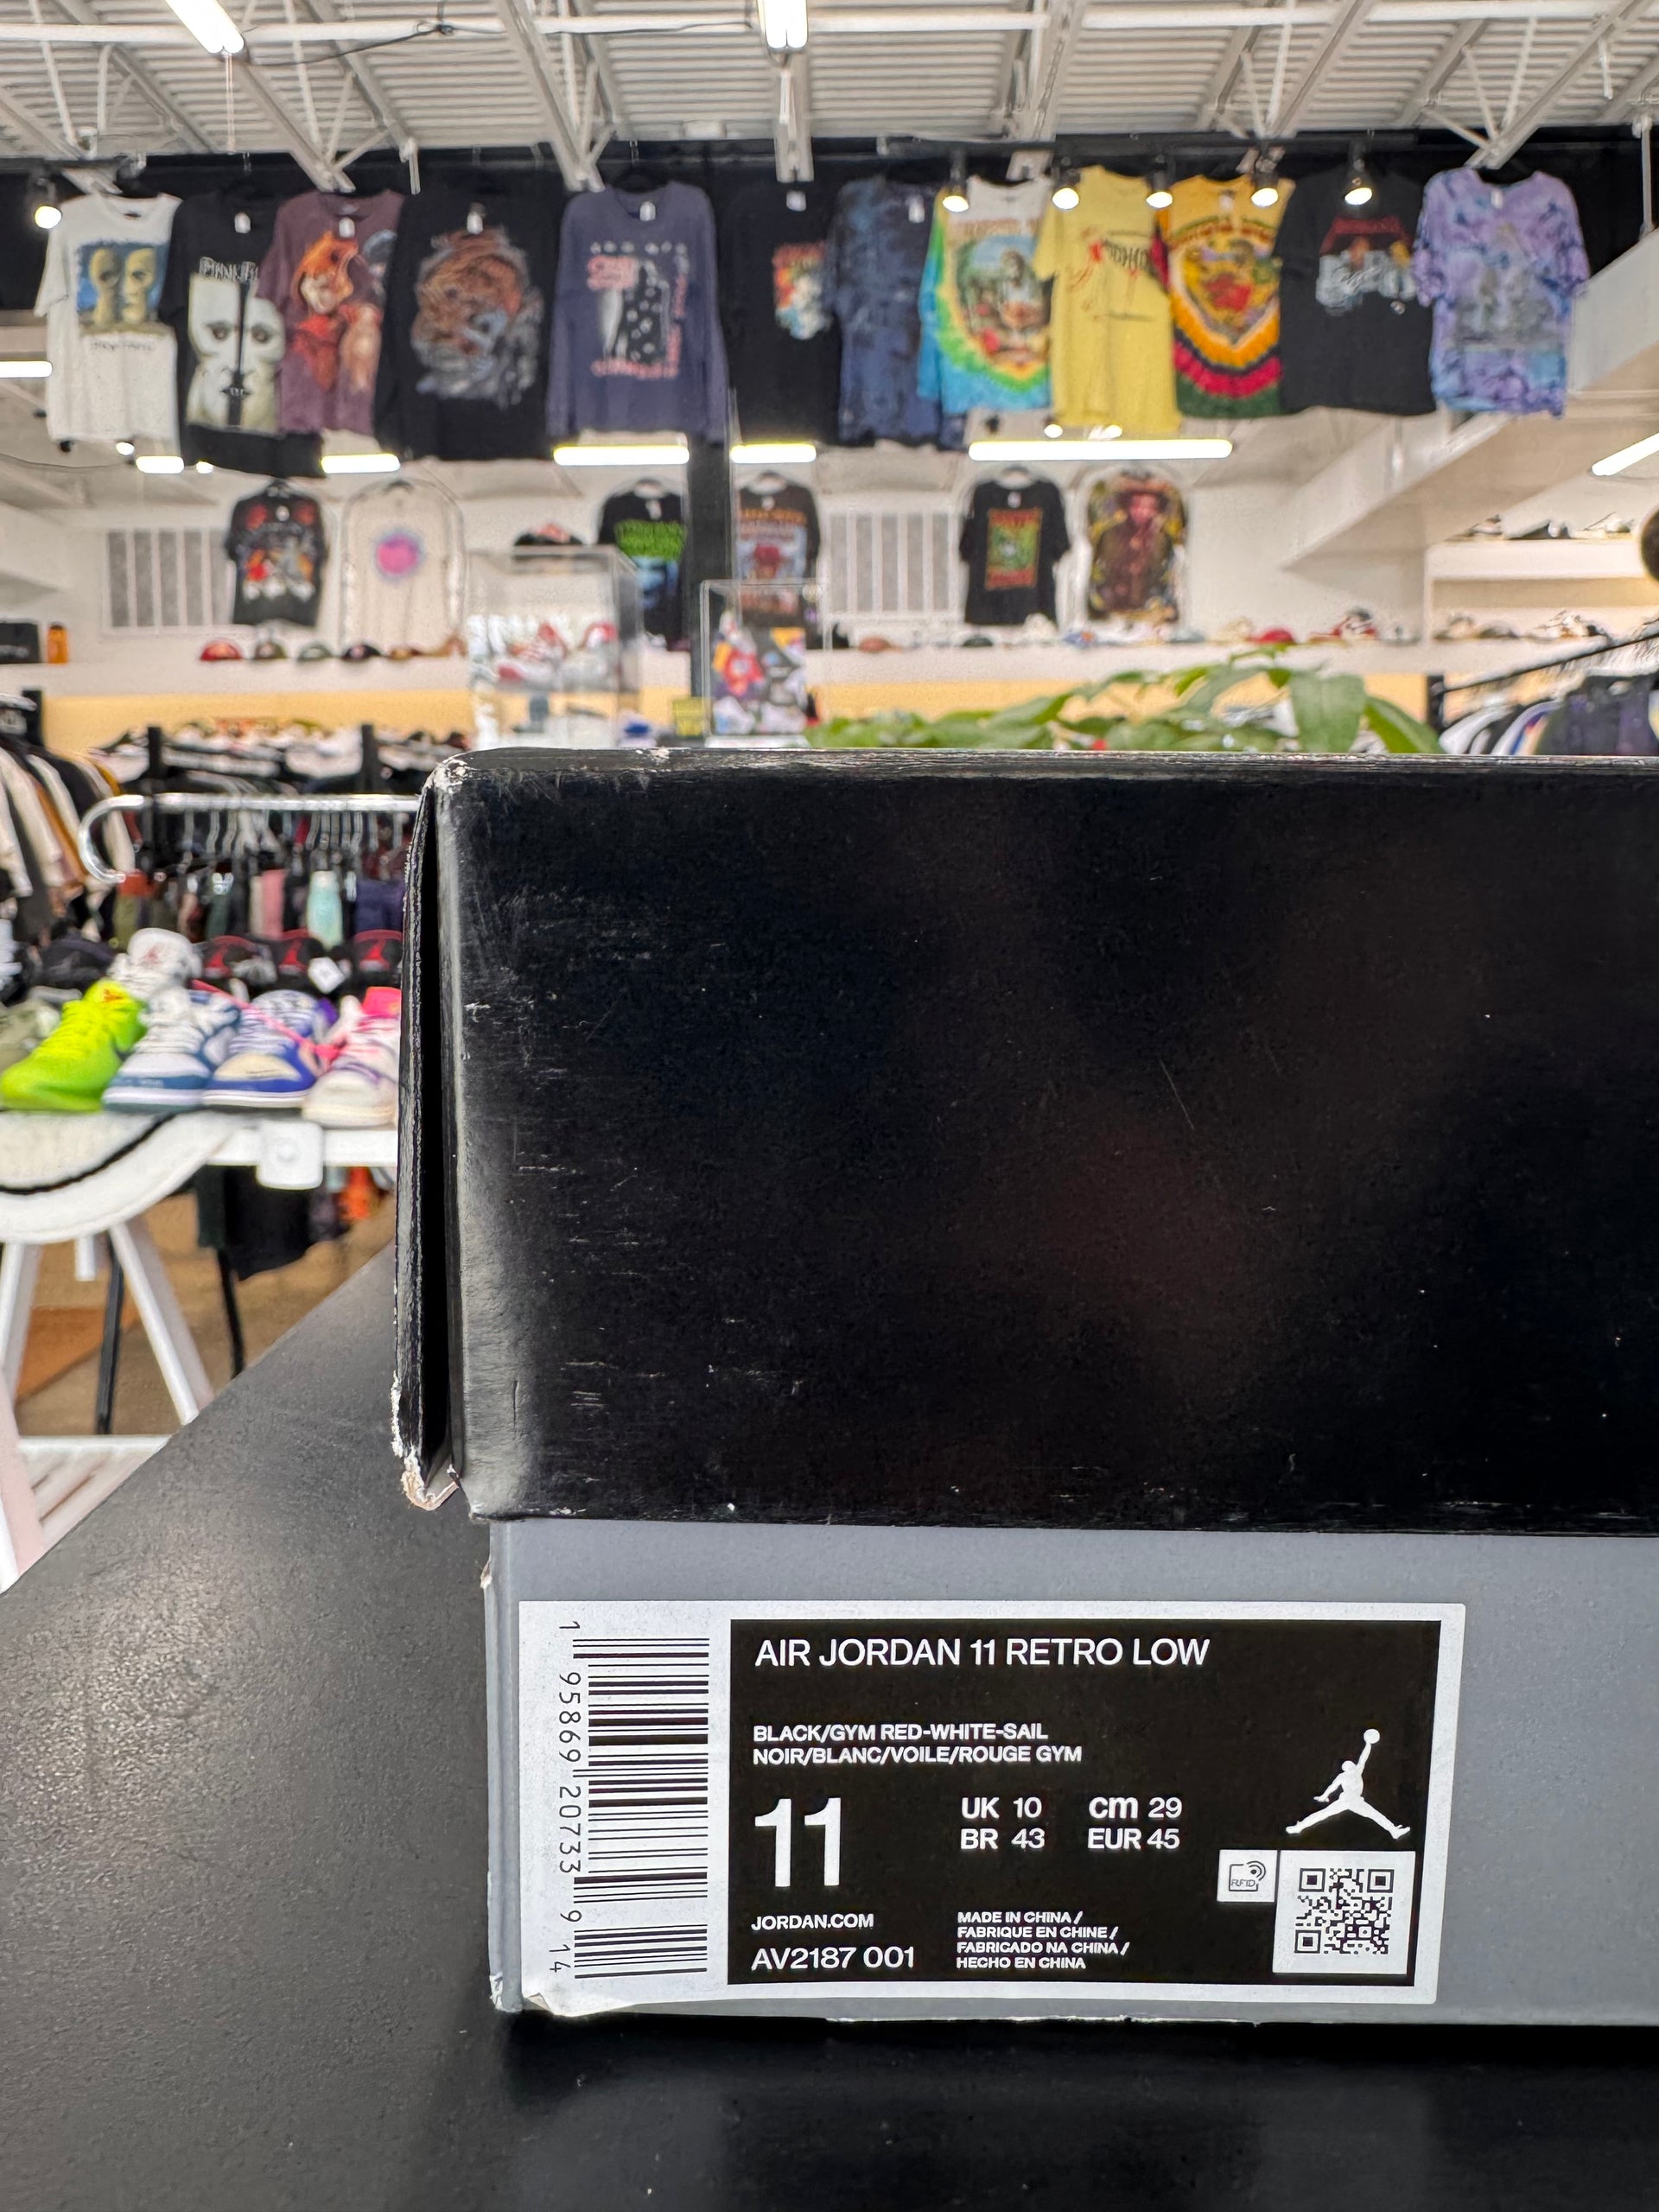 AIR JORDAN 11 RETRO LOW
BLACK/GYM RED-WHITE-SAIL
NOIR/BLANC/VOILE/ROUGE GYM
11
UK 10 cm 29
BR 43 EUR 45
RFID
JORDAN.COM
AV2187 001
MADE IN CHINA /
FABRIQUE EN CHINE /
FABRICADO NA CHINA /
HECHO EN CHINA
1 95869 20733 9 14